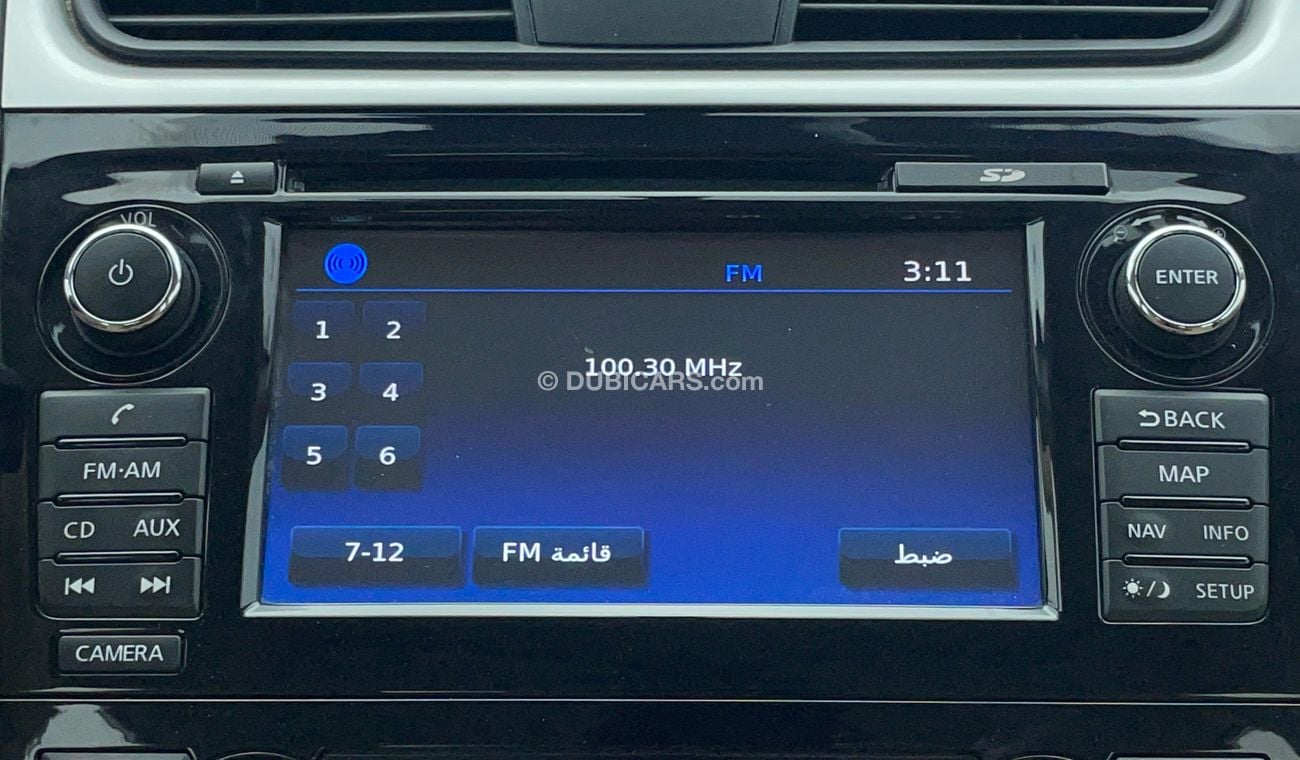 SD
VOL
FM 3:11
ENTER
1 2
100.30 MHz
© DUBICARS.com
3 4
5 6
7-12
قائمة FM
ضبط
FM·AM
CD AUX
CAMERA
BACK
MAP
NAV INFO
SETUP